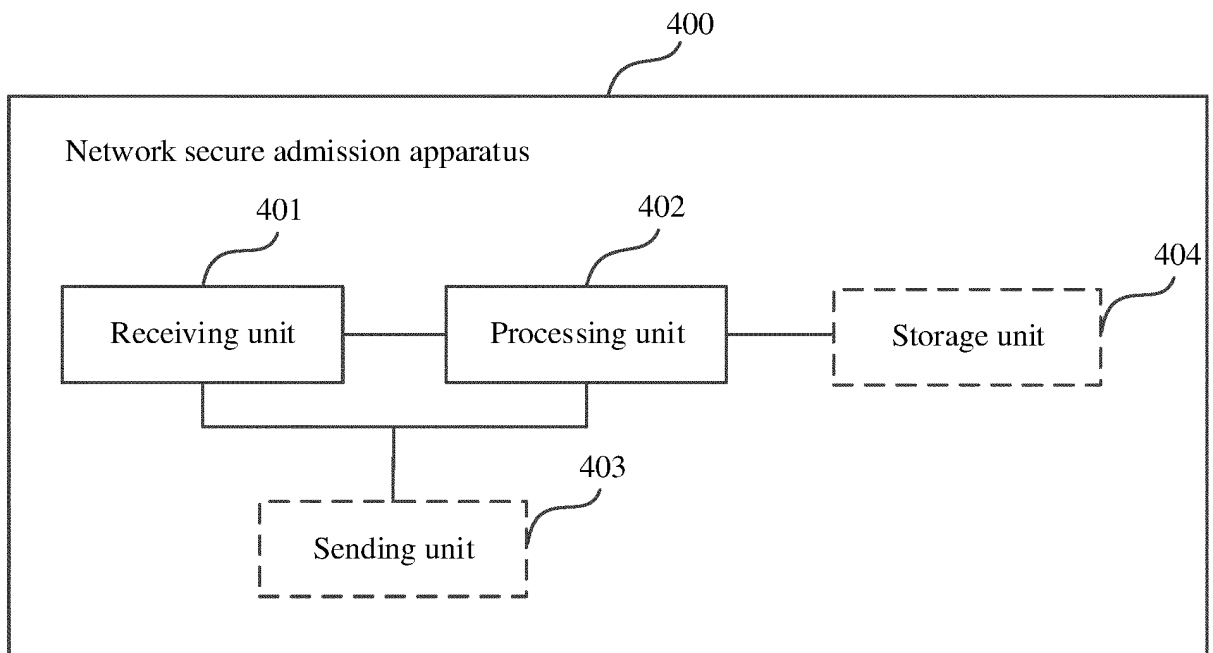 400
Network secure admission apparatus
401
402
404
Receiving unit
Processing unit
Storage unit
403
Sending unit